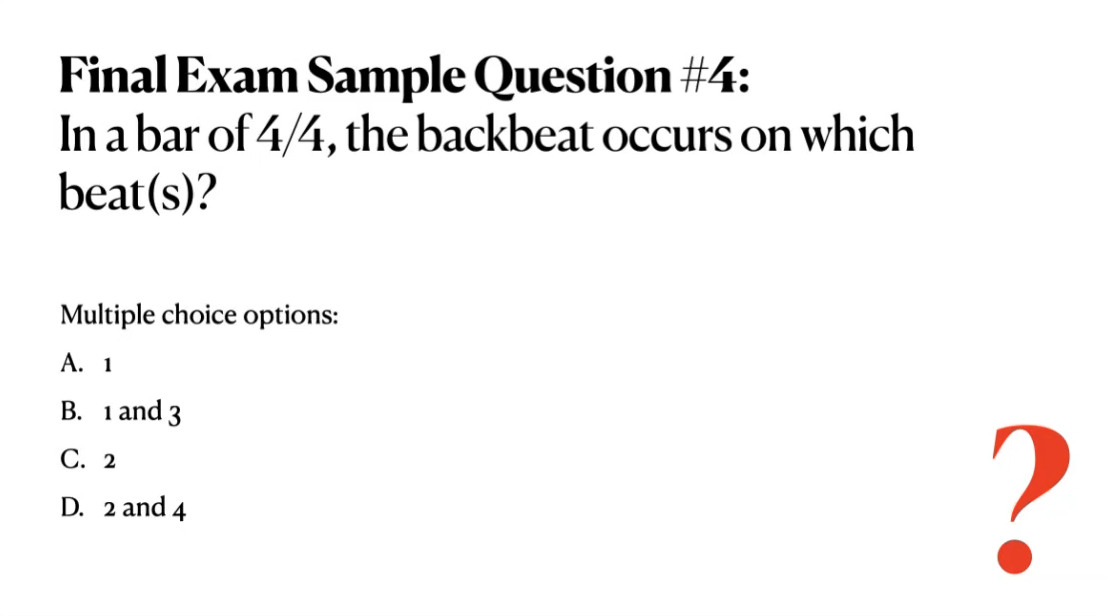 Final Exam Sample Question #4:
In a bar of 4/4, the backbeat occurs on which
beat(s)?
Multiple choice options:
A. 1
B. 1 and 3
C. 2
D. 2 and 4
?